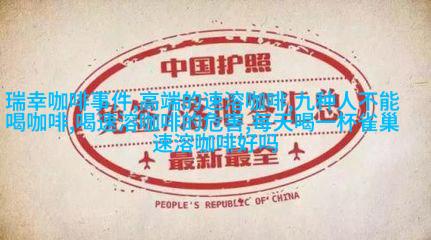 中国护照
瑞幸咖啡事件,高端的速溶咖啡,九种人不能
喝咖啡,喝速溶咖啡的危害,每天喝一杯雀巢
速溶咖啡好吗
最新最全
PEOPLE'S REPUBLIC OF CHINA